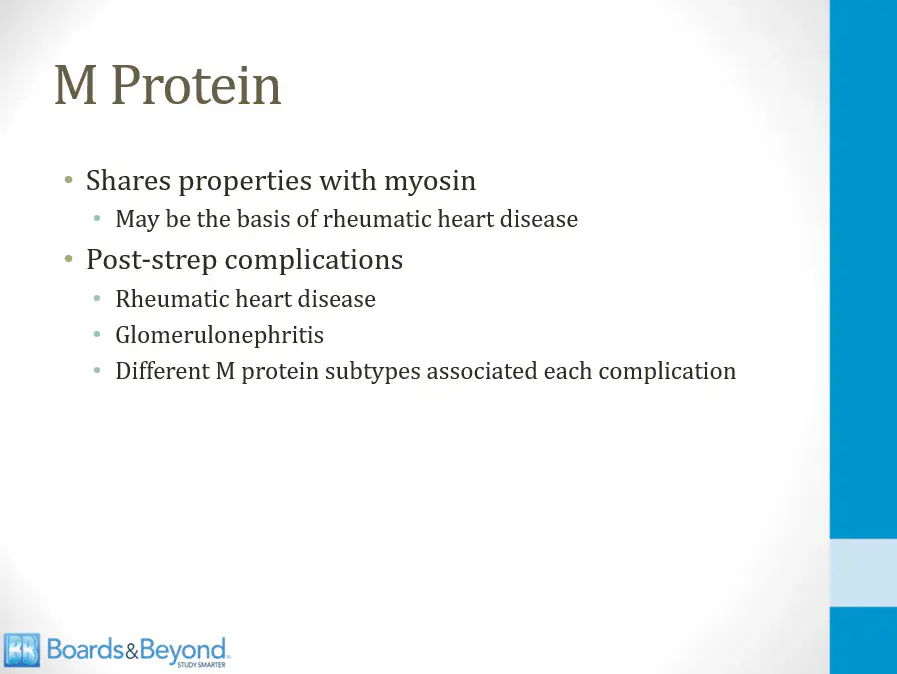 M Protein
• Shares properties with myosin
• May be the basis of rheumatic heart disease
• Post-strep complications
• Rheumatic heart disease
• Glomerulonephritis
• Different M protein subtypes associated each complication
BB Boards&Beyond.
STUDY SMARTER